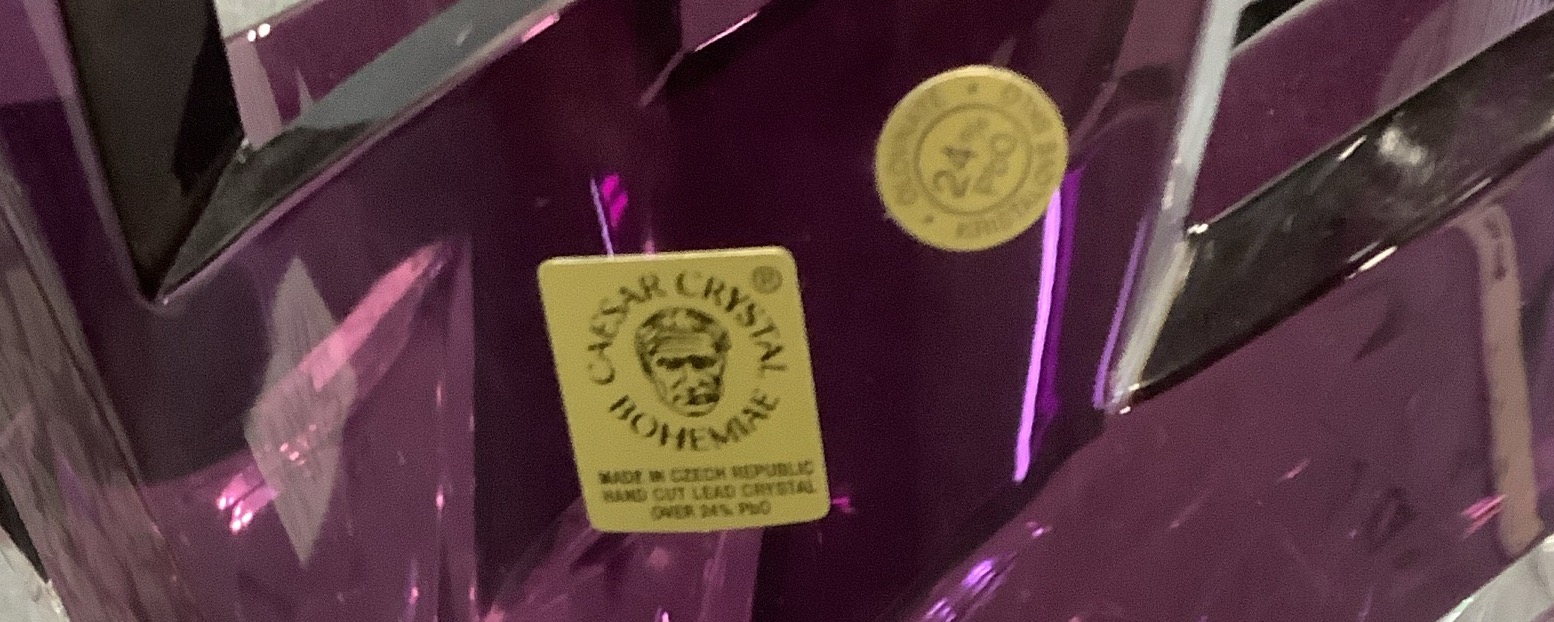 CAESAR CRYSTAL ®
BOHEMIAE
MADE IN CZECH REPUBLIC
HAND CUT LEAD CRYSTAL
OVER 24% PbO
24%
PbO